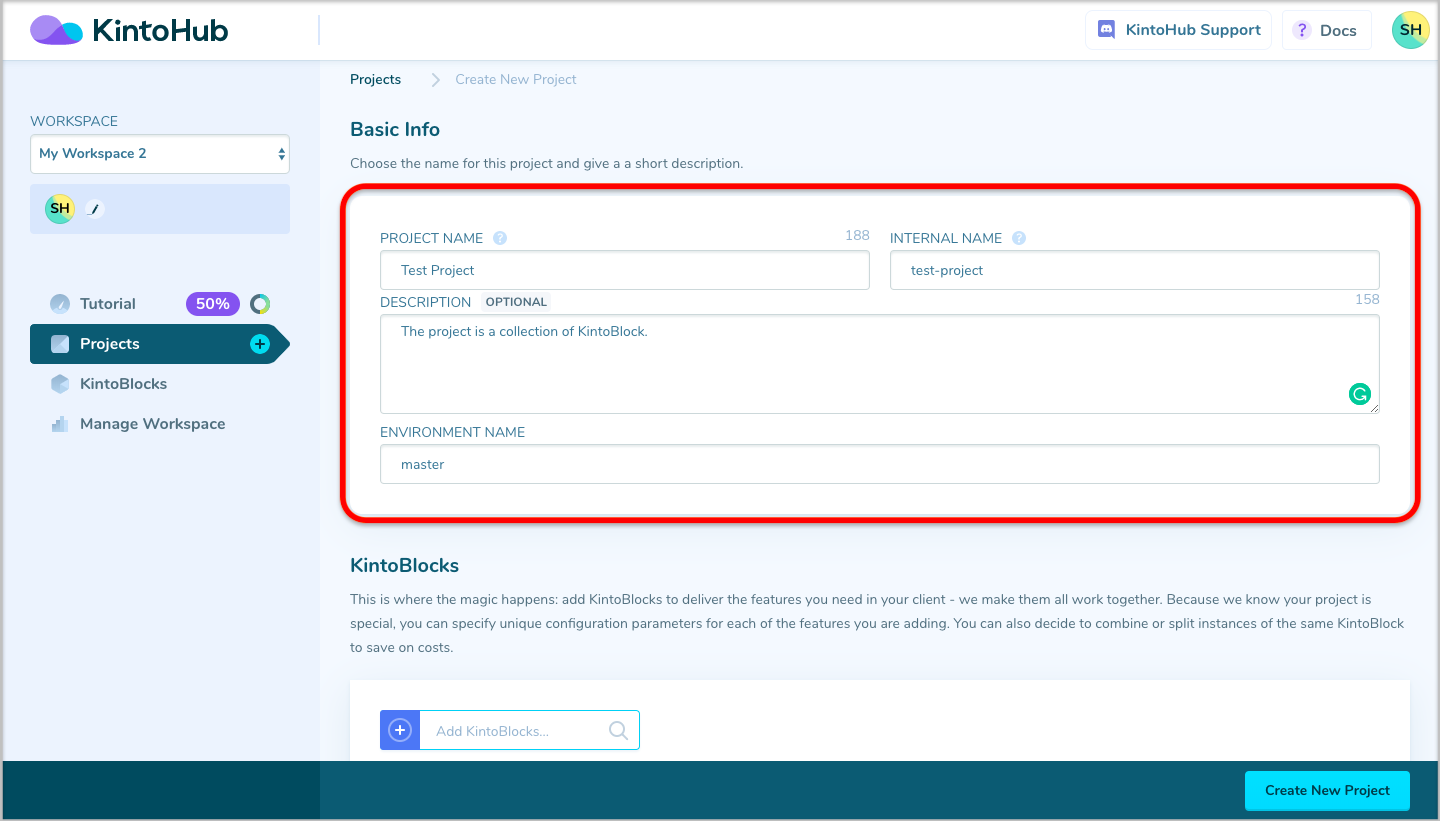 KintoHub
KintoHub Support
? Docs
SH
Projects
Create New Project
WORKSPACE
My Workspace 2
SH
Tutorial 50%
Projects
KintoBlocks
Manage Workspace
Basic Info
Choose the name for this project and give a a short description.
PROJECT NAME ? 188
Test Project
INTERNAL NAME ?
test-project
DESCRIPTION OPTIONAL 158
The project is a collection of KintoBlock.
ENVIRONMENT NAME
master
KintoBlocks
This is where the magic happens: add KintoBlocks to deliver the features you need in your client - we make them all work together. Because we know your project is
special, you can specify unique configuration parameters for each of the features you are adding. You can also decide to combine or split instances of the same KintoBlock
to save on costs.
Add KintoBlocks...
Create New Project